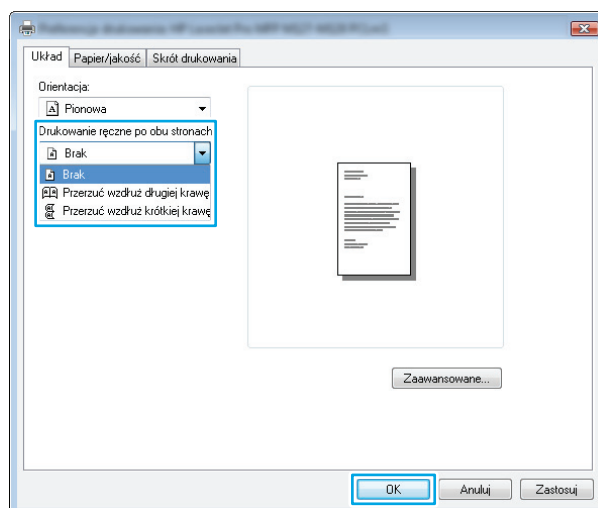 Układ Papier/jakość Skrót drukowania
Orientacja:
Pionowa
Drukowanie ręczne po obu stronach
Brak
Brak
Przerzuć wzdłuż długiej krawę
Przerzuć wzdłuż krótkiej krawę
Zaawansowane...
OK Anuluj Zastosuj